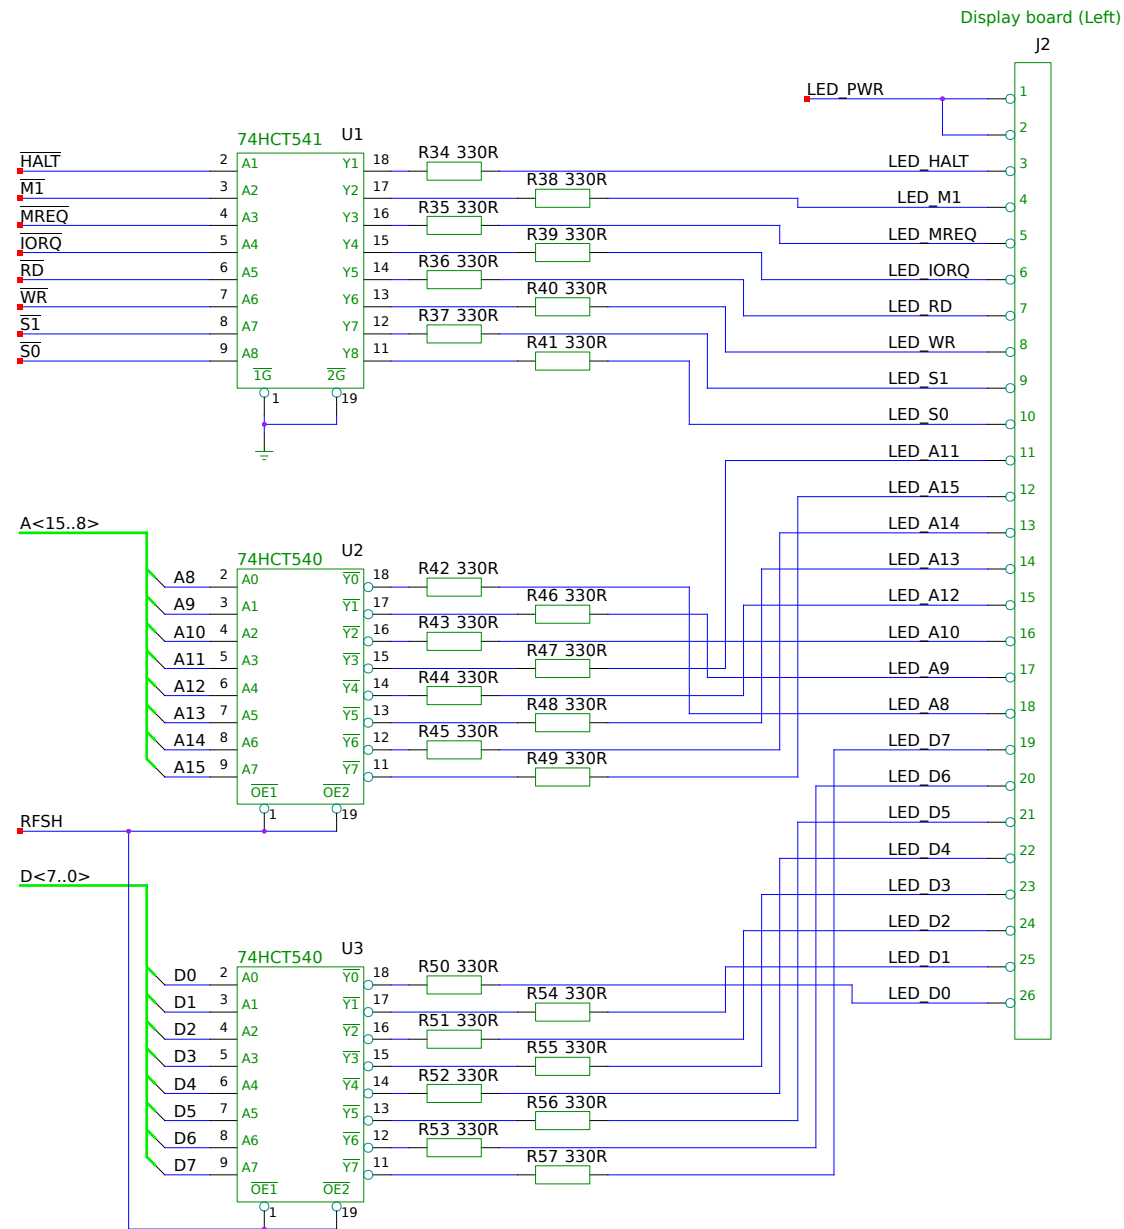 Display board (Left)
J2
LED_PWR
1
2
74HCT541 U1
HALT 2 A1 Y1 18 R34 330R LED_HALT 3
M1 3 A2 Y2 17 R38 330R LED_M1 4
MREQ 4 A3 Y3 16 R35 330R LED_MREQ 5
IORQ 5 A4 Y4 15 R39 330R LED_IORQ 6
RD 6 A5 Y5 14 R36 330R LED_RD 7
WR 7 A6 Y6 13 R40 330R LED_WR 8
S1 8 A7 Y7 12 R37 330R LED_S1 9
S0 9 A8 Y8 11 R41 330R LED_S0 10
1G 2G
1 19
LED_A11 11
LED_A15 12
A<15..8> LED_A14 13
74HCT540 U2 LED_A13 14
A8 2 A0 Y0 18 R42 330R LED_A12 15
A9 3 A1 Y1 17 R46 330R
A10 4 A2 Y2 16 R43 330R LED_A10 16
A11 5 A3 Y3 15 R47 330R LED_A9 17
A12 6 A4 Y4 14 R44 330R LED_A8 18
A13 7 A5 Y5 13 R48 330R
A14 8 A6 Y6 12 R45 330R LED_D7 19
A15 9 A7 Y7 11 R49 330R LED_D6 20
OE1 OE2
1 19
RFSH LED_D5 21
LED_D4 22
D<7..0> LED_D3 23
LED_D2 24
74HCT540 U3 LED_D1 25
D0 2 A0 Y0 18 R50 330R LED_D0 26
D1 3 A1 Y1 17 R54 330R
D2 4 A2 Y2 16 R51 330R
D3 5 A3 Y3 15 R55 330R
D4 6 A4 Y4 14 R52 330R
D5 7 A5 Y5 13 R56 330R
D6 8 A6 Y6 12 R53 330R
D7 9 A7 Y7 11 R57 330R
OE1 OE2
1 19